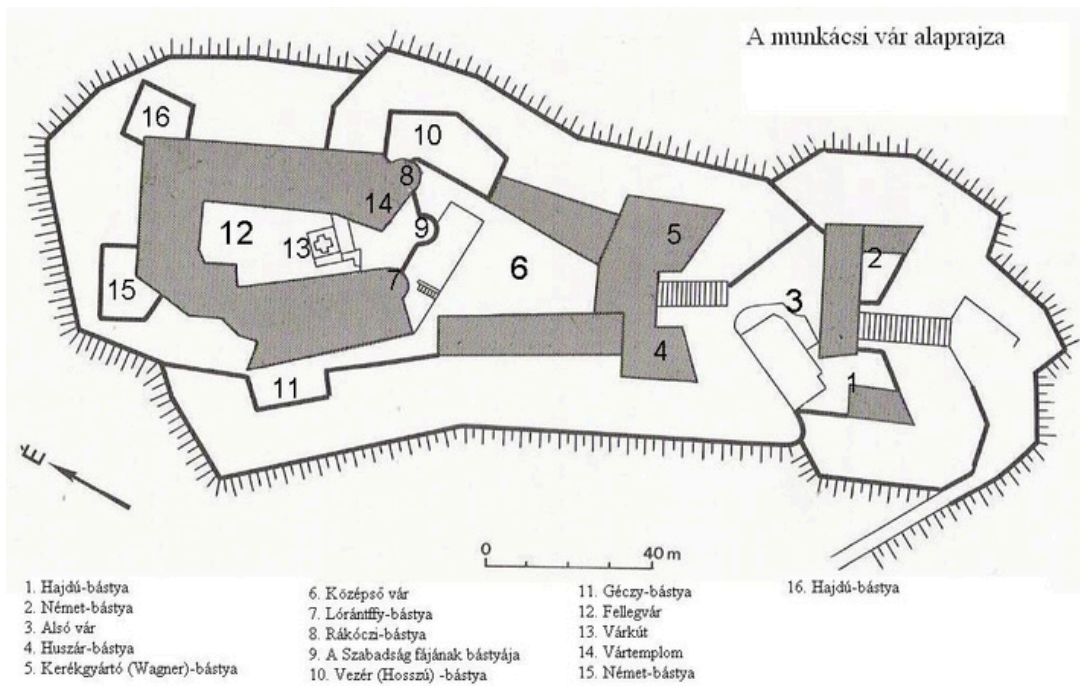 A munkácsi vár alaprajza
16
10
8
14
9
5
12
13
6
2
7
15
3
4
11
1
É
0 40 m
1. Hajdú-bástya
2. Német-bástya
3. Alsó vár
4. Huszár-bástya
5. Kerékgyártó (Wagner)-bástya
6. Középső vár
7. Lórántffy-bástya
8. Rákóczi-bástya
9. A Szabadság fájának bástyája
10. Vezér (Hosszú) -bástya
11. Géczy-bástya
12. Fellegvár
13. Várkút
14. Vártemplom
15. Német-bástya
16. Hajdú-bástya